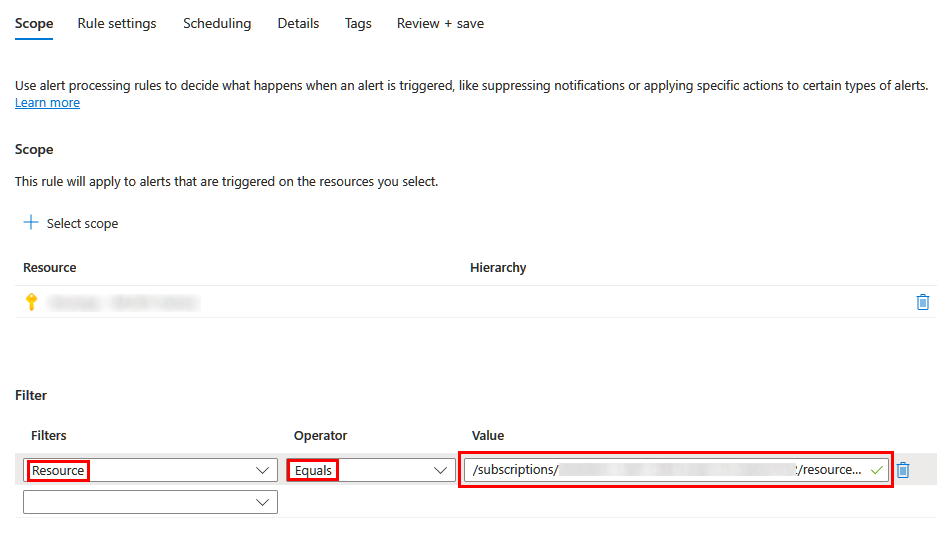 Scope Rule settings Scheduling Details Tags Review + save
Use alert processing rules to decide what happens when an alert is triggered, like suppressing notifications or applying specific actions to certain types of alerts.
Learn more
Scope
This rule will apply to alerts that are triggered on the resources you select.
Select scope
Resource Hierarchy
Filter
Filters Operator Value
Resource Equals /subscriptions/ /resource...